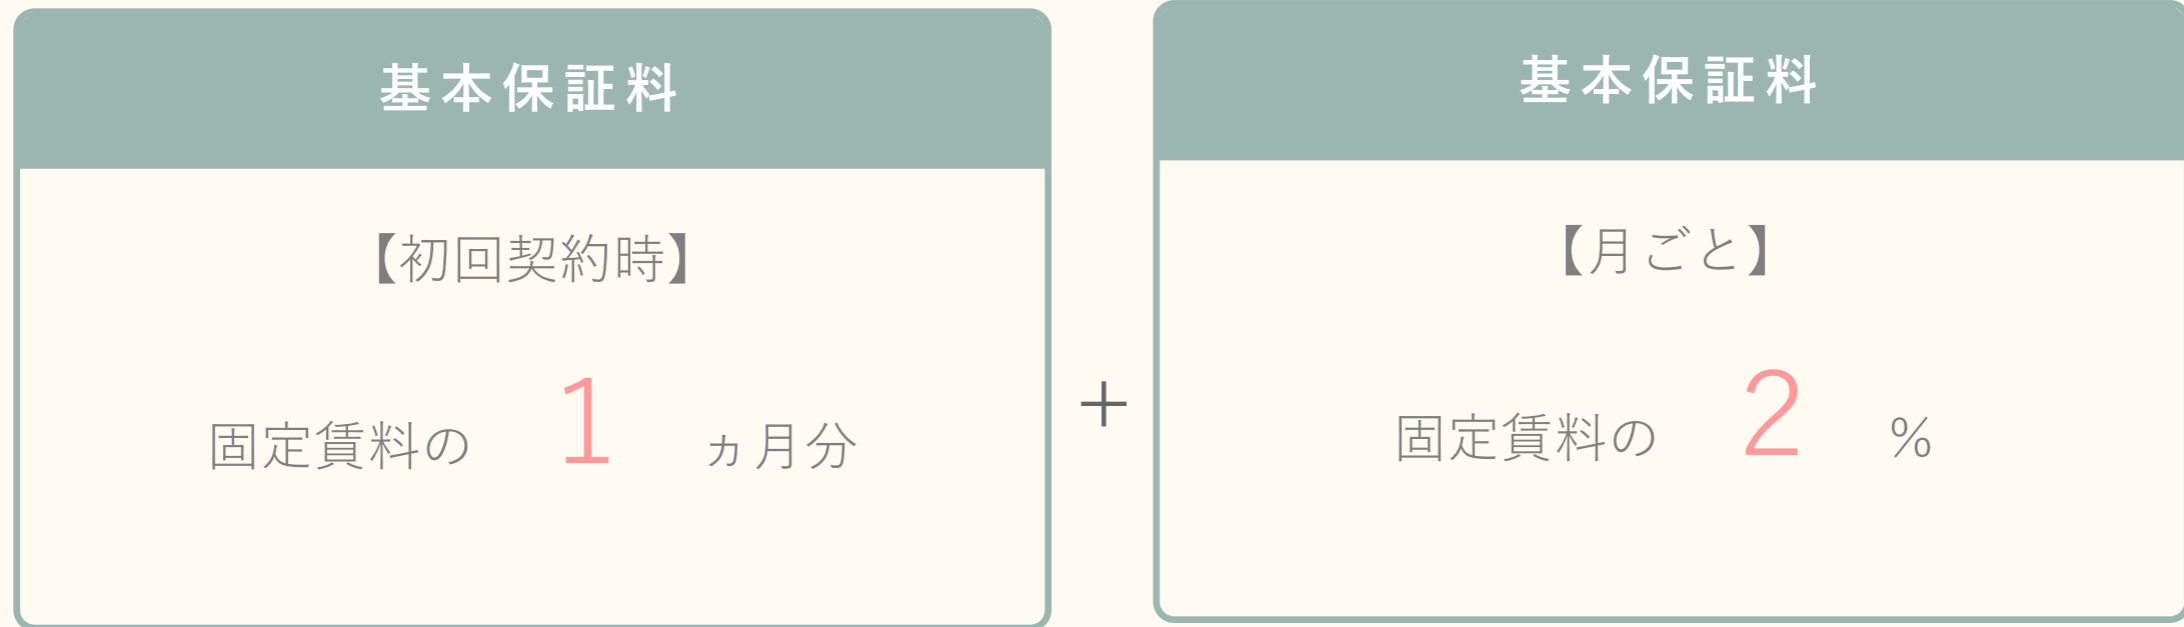 基本保証料
【初回契約時】
固定賃料の 1 ヵ月分
+
基本保証料
【月ごと】
固定賃料の 2 %